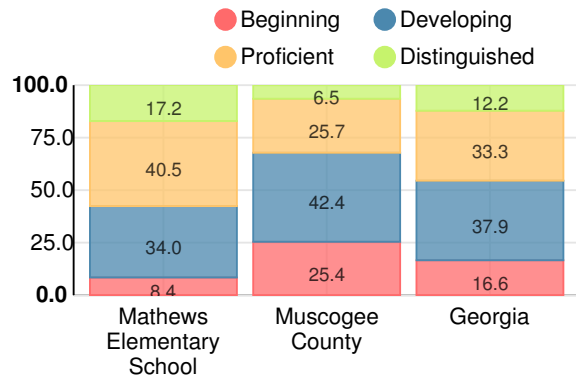 Beginning
Developing
Proficient
Distinguished
100.0
75.0
50.0
25.0
0.0
17.2
40.5
34.0
8.4
6.5
25.7
42.4
25.4
12.2
33.3
37.9
16.6
Mathews
Elementary
School
Muscogee
County
Georgia